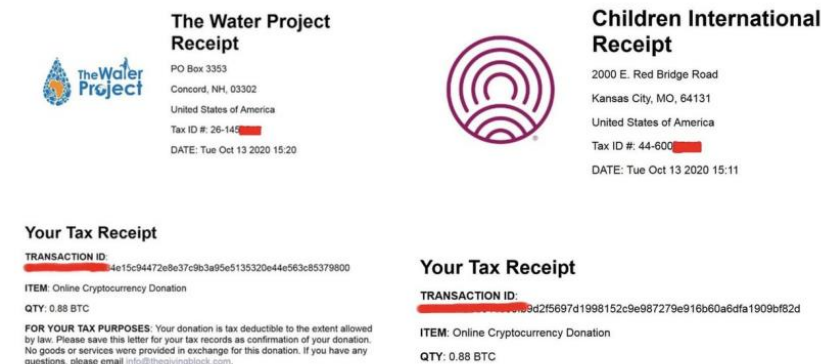 The Water Project
Receipt
The Water
Project
PO Box 3353
Concord, NH, 03302
United States of America
Tax ID #: 26-145
DATE: Tue Oct 13 2020 15:20
Your Tax Receipt
TRANSACTION ID:
4e15c94472e8e37c9b3a95e5135320e44e563c85379800
ITEM: Online Cryptocurrency Donation
QTY: 0.88 BTC
FOR YOUR TAX PURPOSES: Your donation is tax deductible to the extent allowed
by law. Please save this letter for your tax records as confirmation of your donation.
No goods or services were provided in exchange for this donation. If you have any
questions, please email info@thegivingblock.com.
Children International
Receipt
2000 E. Red Bridge Road
Kansas City, MO, 64131
United States of America
Tax ID #: 44-600
DATE: Tue Oct 13 2020 15:11
Your Tax Receipt
TRANSACTION ID:
9d2f5697d1998152c9e987279e916b60a6dfa1909bf82d
ITEM: Online Cryptocurrency Donation
QTY: 0.88 BTC